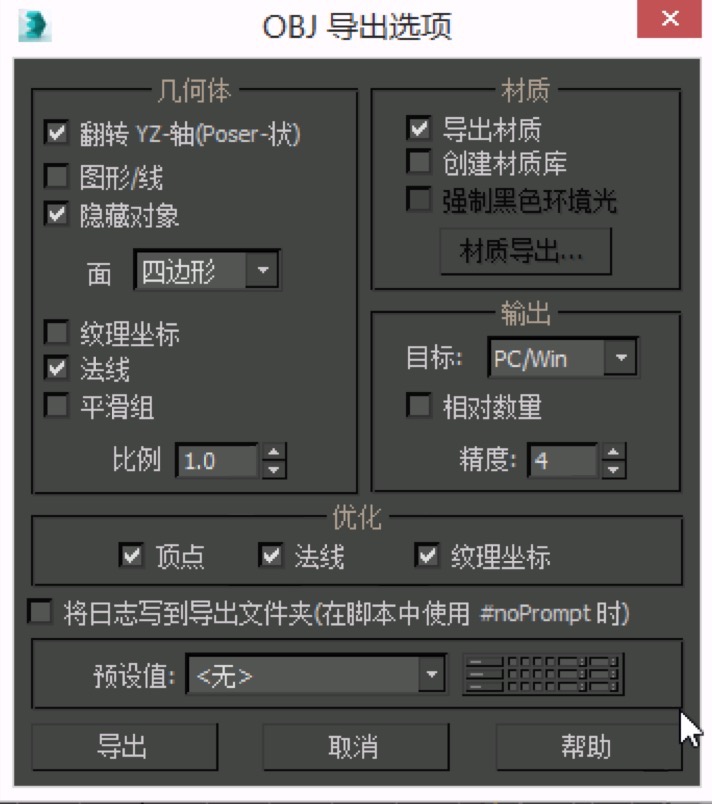 OBJ 导出选项
几何体
翻转 YZ-轴(Poser-状)
图形/线
隐藏对象
面 四边形
纹理坐标
法线
平滑组
比例 1.0
材质
导出材质
创建材质库
强制黑色环境光
材质导出...
输出
目标: PC/Win
相对数量
精度: 4
优化
顶点 法线 纹理坐标
将日志写到导出文件夹(在脚本中使用 #noPrompt 时)
预设值: <无>
导出 取消 帮助